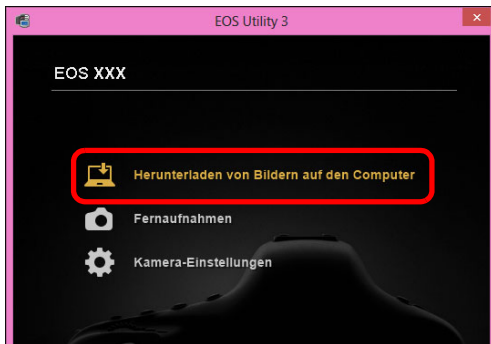 EOS Utility 3
EOS XXX
Herunterladen von Bildern auf den Computer
Fernaufnahmen
Kamera-Einstellungen